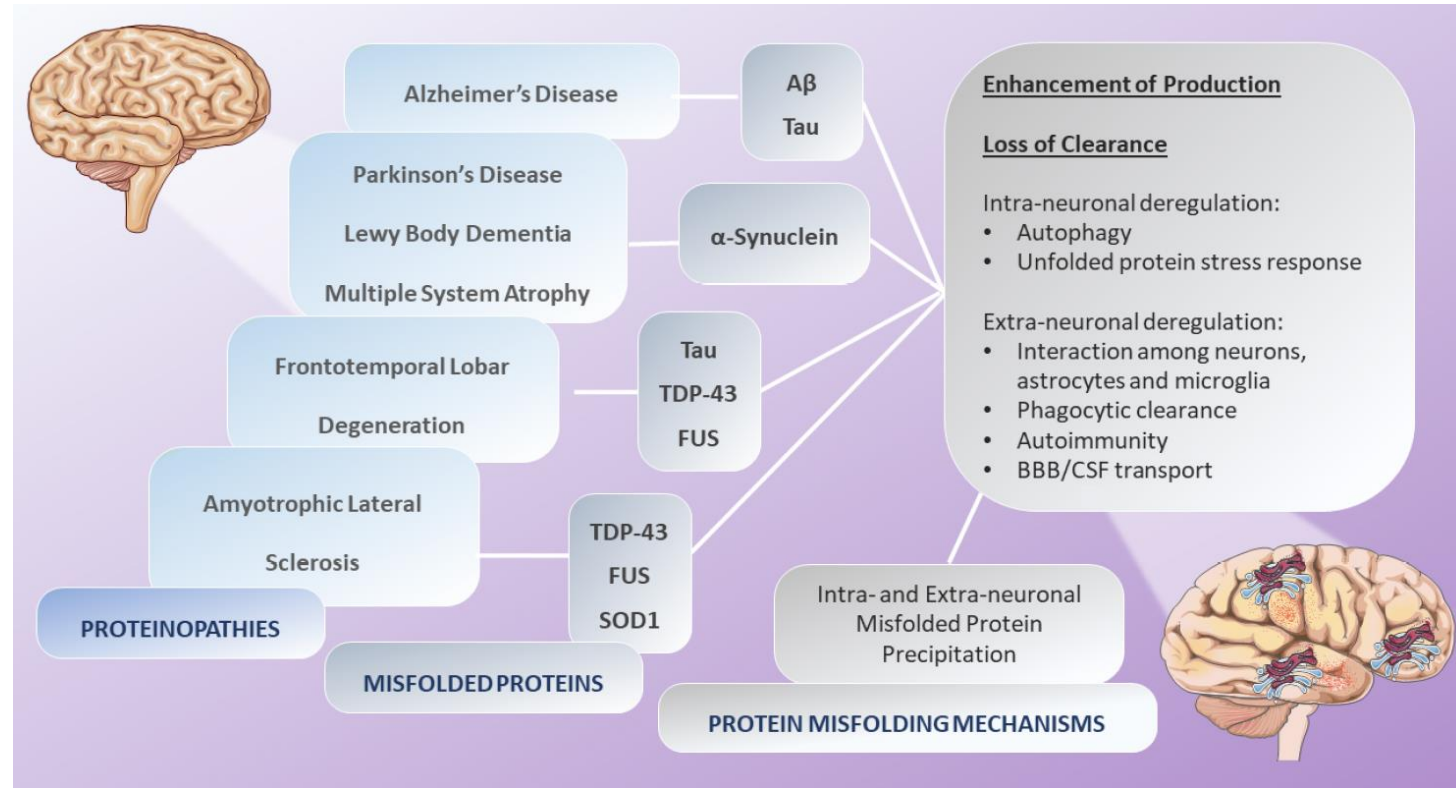 Alzheimer's Disease
Aβ
Tau
Parkinson's Disease
Lewy Body Dementia
Multiple System Atrophy
α-Synuclein
Frontotemporal Lobar
Degeneration
Tau
TDP-43
FUS
Amyotrophic Lateral
Sclerosis
TDP-43
FUS
SOD1
PROTEINOPATHIES
MISFOLDED PROTEINS
Enhancement of Production
Loss of Clearance
Intra-neuronal deregulation:
• Autophagy
• Unfolded protein stress response
Extra-neuronal deregulation:
• Interaction among neurons,
astrocytes and microglia
• Phagocytic clearance
• Autoimmunity
• BBB/CSF transport
Intra- and Extra-neuronal
Misfolded Protein
Precipitation
PROTEIN MISFOLDING MECHANISMS